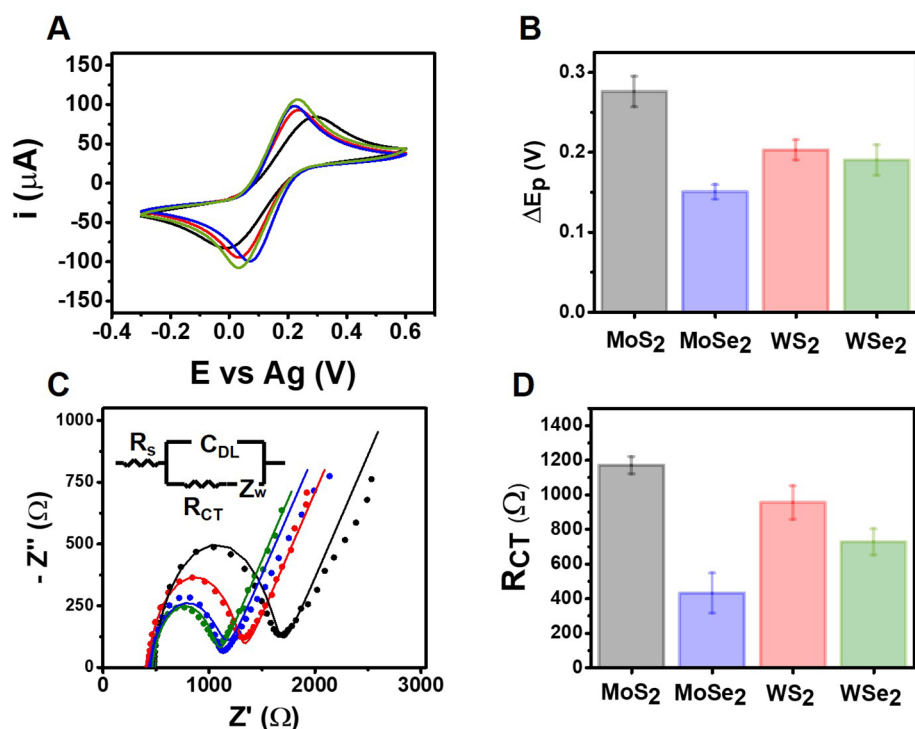 A
150
100
50
0
-50
-100
-150
i (µA)
-0.4 -0.2 0.0 0.2 0.4 0.6
E vs Ag (V)
B
0.3
0.2
0.1
0.0
ΔEp (V)
MoS2 MoSe2 WS2 WSe2
C
1000
750
500
250
0
- Z'' (Ω)
Rs
CDL
RCT
Zw
0 1000 2000 3000
Z' (Ω)
D
1400
1200
1000
800
600
400
200
0
RCT (Ω)
MoS2 MoSe2 WS2 WSe2